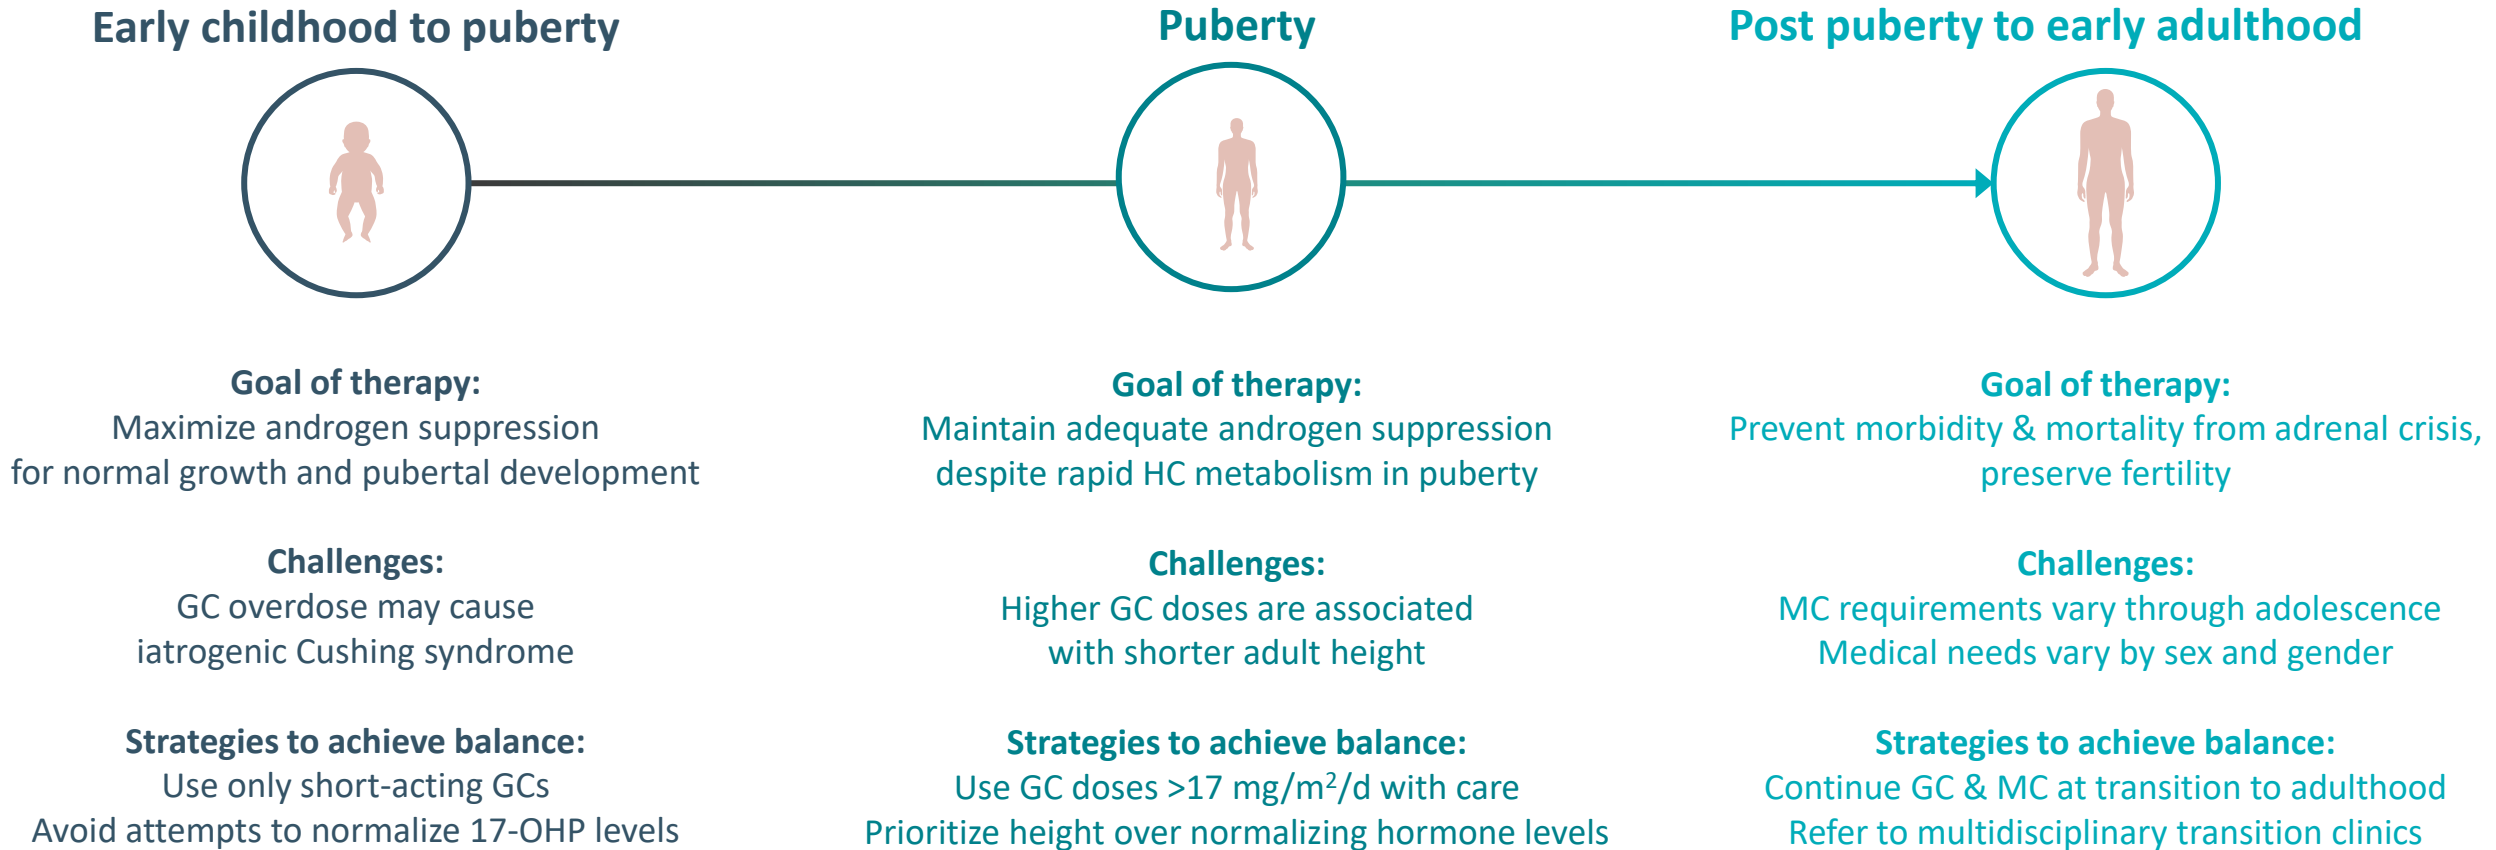 Early childhood to puberty
Goal of therapy:
Maximize androgen suppression
for normal growth and pubertal development
Challenges:
GC overdose may cause
iatrogenic Cushing syndrome
Strategies to achieve balance:
Use only short-acting GCs
Avoid attempts to normalize 17-OHP levels
Puberty
Goal of therapy:
Maintain adequate androgen suppression
despite rapid HC metabolism in puberty
Challenges:
Higher GC doses are associated
with shorter adult height
Strategies to achieve balance:
Use GC doses >17 mg/m²/d with care
Prioritize height over normalizing hormone levels
Post puberty to early adulthood
Goal of therapy:
Prevent morbidity & mortality from adrenal crisis,
preserve fertility
Challenges:
MC requirements vary through adolescence
Medical needs vary by sex and gender
Strategies to achieve balance:
Continue GC & MC at transition to adulthood
Refer to multidisciplinary transition clinics